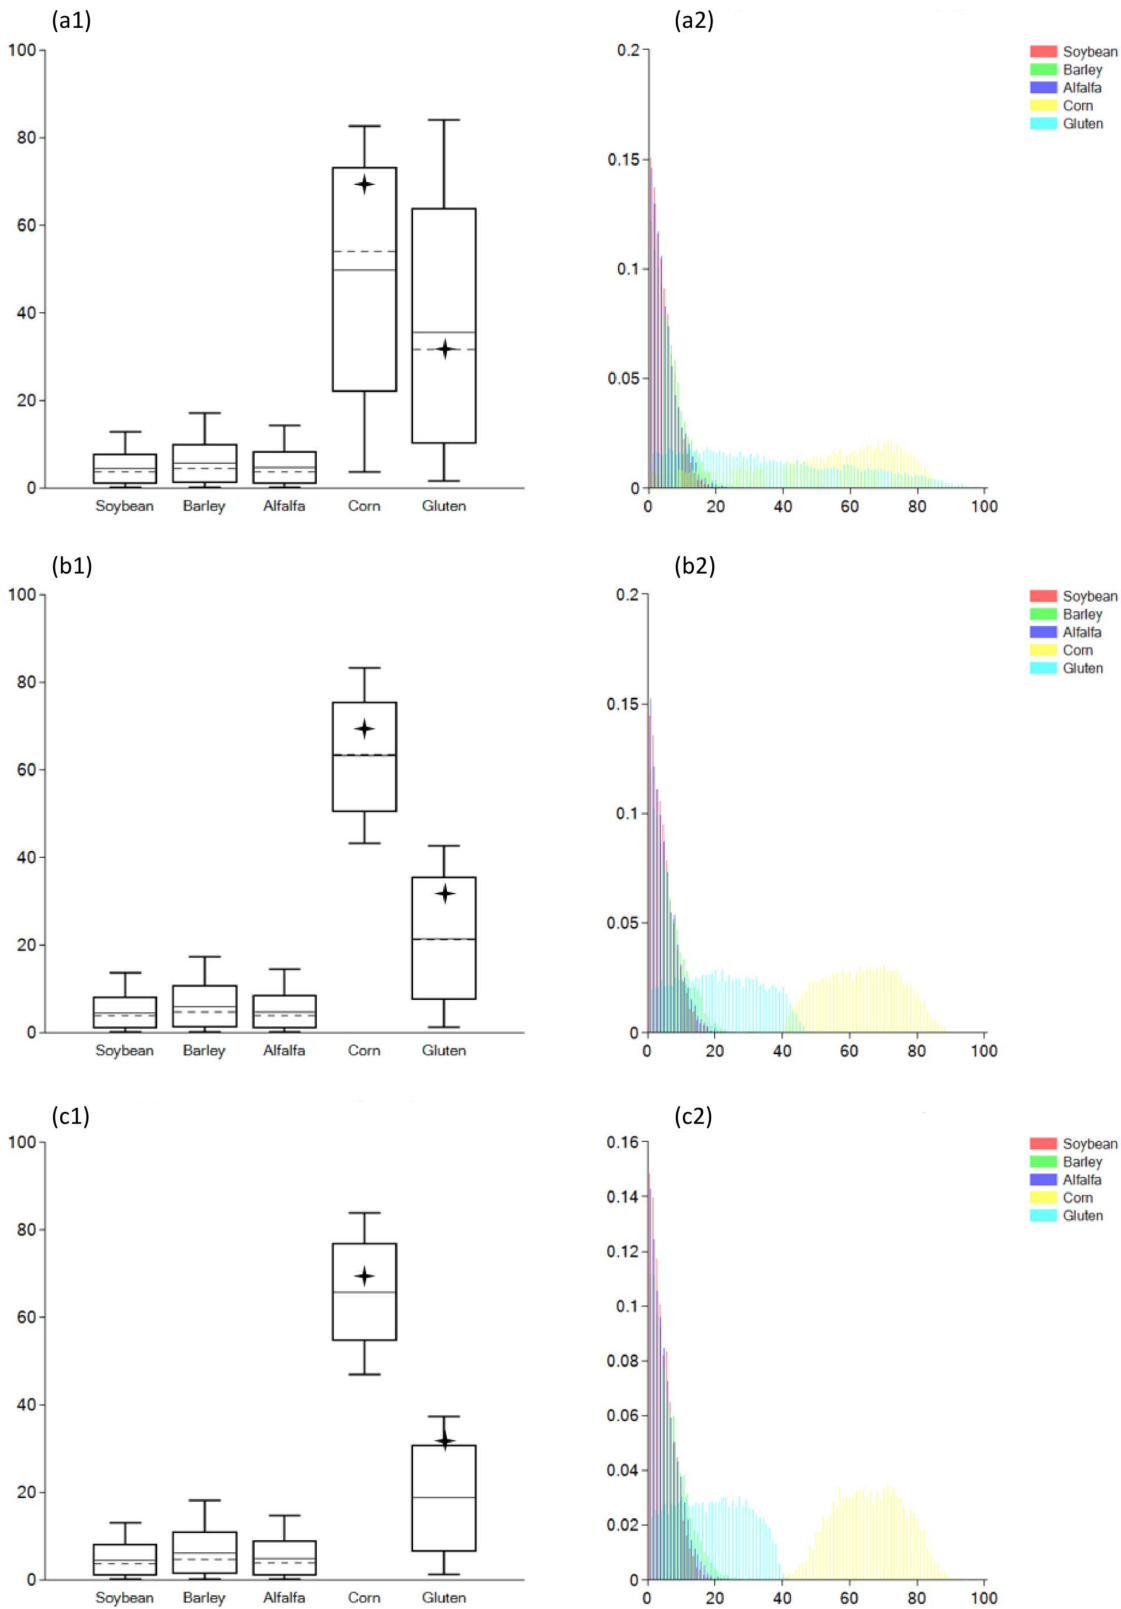 (a1)
100
80
60
40
20
0
Soybean Barley Alfalfa Corn Gluten
(a2)
0.2
0.15
0.1
0.05
0
0 20 40 60 80 100
Soybean
Barley
Alfalfa
Corn
Gluten
(b1)
100
80
60
40
20
0
Soybean Barley Alfalfa Corn Gluten
(b2)
0.2
0.15
0.1
0.05
0
0 20 40 60 80 100
Soybean
Barley
Alfalfa
Corn
Gluten
(c1)
100
80
60
40
20
0
Soybean Barley Alfalfa Corn Gluten
(c2)
0.16
0.14
0.12
0.1
0.08
0.06
0.04
0.02
0
0 20 40 60 80 100
Soybean
Barley
Alfalfa
Corn
Gluten